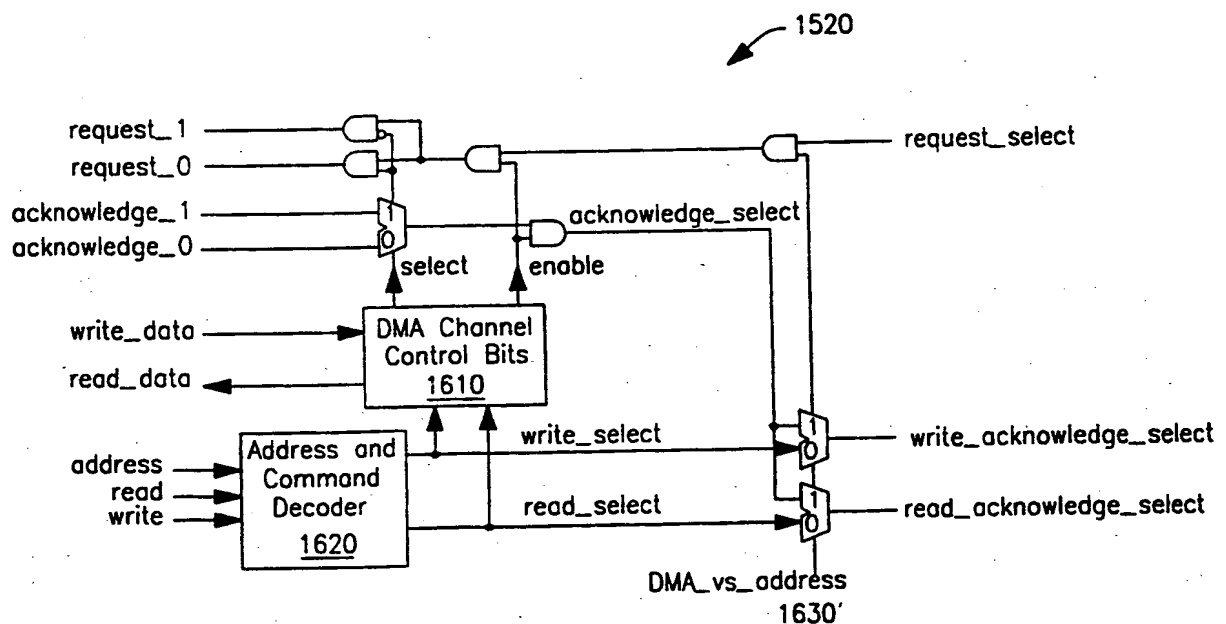 1520
request_1
request_select
request_0
acknowledge_1
1
acknowledge_select
acknowledge_0
0
select
enable
write_data
DMA Channel
Control Bits
read_data
1610
write_select
1
write_acknowledge_select
0
address
Address and
read
Command
write
Decoder
read_select
1
read_acknowledge_select
0
1620
DMA_vs_address
1630'